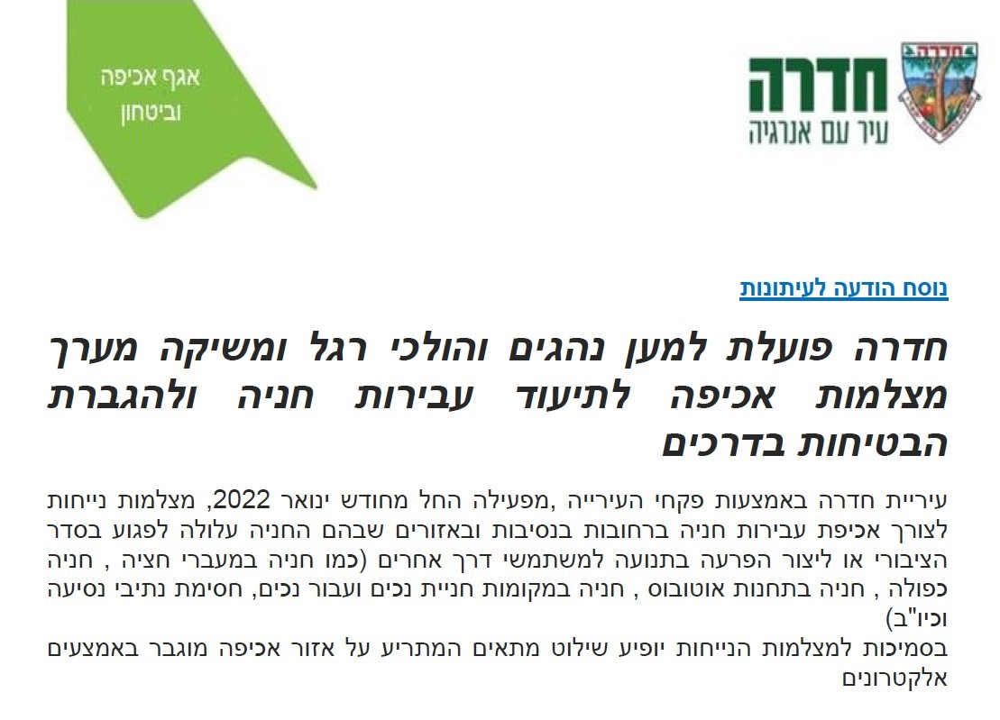 אגף אכיפה
וביטחון
חדרה
חדרה
עיר עם אנרגיה
נוסח הודעה לעיתונות
חדרה פועלת למען נהגים והולכי רגל ומשיקה מערך
מצלמות אכיפה לתיעוד עבירות חניה ולהגברת
הבטיחות בדרכים
עיריית חדרה באמצעות פקחי העירייה ,מפעילה החל מחודש ינואר 2022, מצלמות נייחות
לצורך אכיפת עבירות חניה ברחובות בנסיבות ובאזורים שבהם החניה עלולה לפגוע בסדר
הציבורי או ליצור הפרעה בתנועה למשתמשי דרך אחרים (כמו חניה במעברי חציה , חניה
כפולה , חניה בתחנות אוטובוס , חניה במקומות חניית נכים ועבור נכים, חסימת נתיבי נסיעה
וכיו"ב)
בסמיכות למצלמות הנייחות יופיע שילוט מתאים המתריע על אזור אכיפה מוגבר באמצעים
אלקטרונים